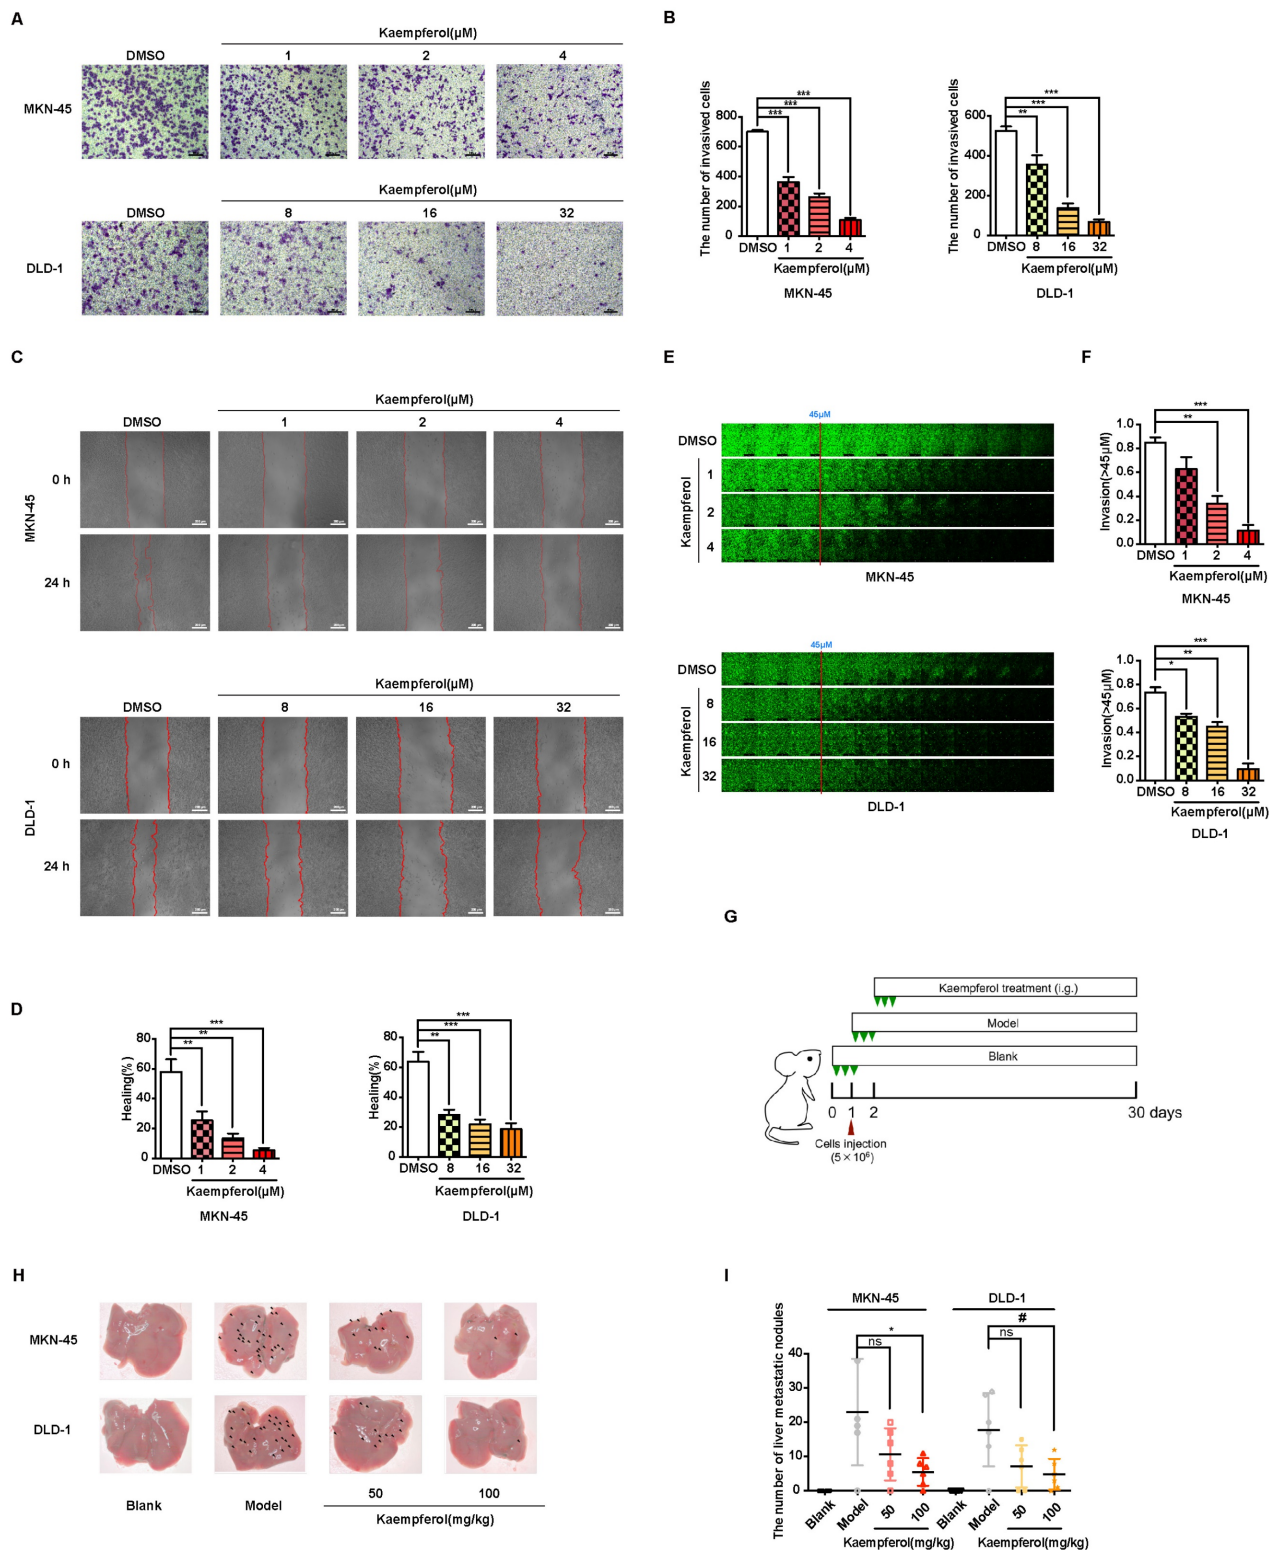 A
Kaempferol(μM)
DMSO 1 2 4
MKN-45
Kaempferol(μM)
DMSO 8 16 32
DLD-1
B
The number of invasived cells
800
600
400
200
0
*** *** ***
DMSO 1 2 4
Kaempferol(μM)
MKN-45
The number of invasived cells
600
400
200
0
** *** ***
DMSO 8 16 32
Kaempferol(μM)
DLD-1
C
Kaempferol(μM)
DMSO 1 2 4
MKN-45
0 h
24 h
Kaempferol(μM)
DMSO 8 16 32
DLD-1
0 h
24 h
D
Healing(%)
80
60
40
20
0
** ** ***
DMSO 1 2 4
Kaempferol(μM)
MKN-45
Healing(%)
80
60
40
20
0
** *** ***
DMSO 8 16 32
Kaempferol(μM)
DLD-1
E
45μM
DMSO
Kaempferol
1
2
4
MKN-45
45μM
DMSO
Kaempferol
8
16
32
DLD-1
F
Invasion(>45μM)
1.0
0.8
0.6
0.4
0.2
0.0
** ***
DMSO 1 2 4
Kaempferol(μM)
MKN-45
Invasion(>45μM)
1.0
0.8
0.6
0.4
0.2
0.0
* ** ***
DMSO 8 16 32
Kaempferol(μM)
DLD-1
G
Kaempferol treatment (i.g.)
Model
Blank
0 1 2 30 days
Cells injection
(5×10⁶)
H
MKN-45
DLD-1
Blank Model 50 100
Kaempferol(mg/kg)
I
MKN-45 DLD-1
The number of liver metastatic nodules
40
30
20
10
0
ns * ns #
Blank Model 50 100 Blank Model 50 100
Kaempferol(mg/kg) Kaempferol(mg/kg)